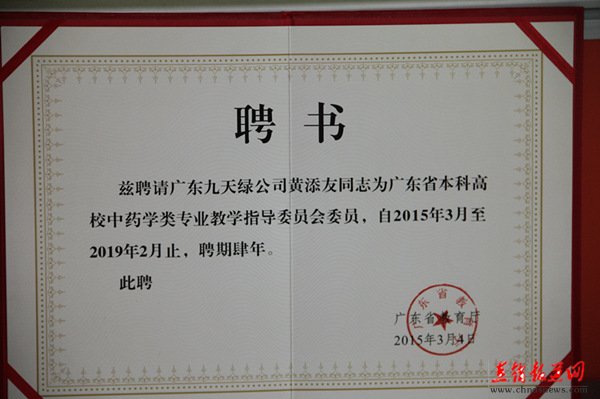 聘书
兹聘请广东九天绿公司黄添友同志为广东省本科高
校中药学类专业教学指导委员会委员，自2015年3月至
2019年2月止，聘期肆年。
此聘
广东省教育厅
2015年3月4日